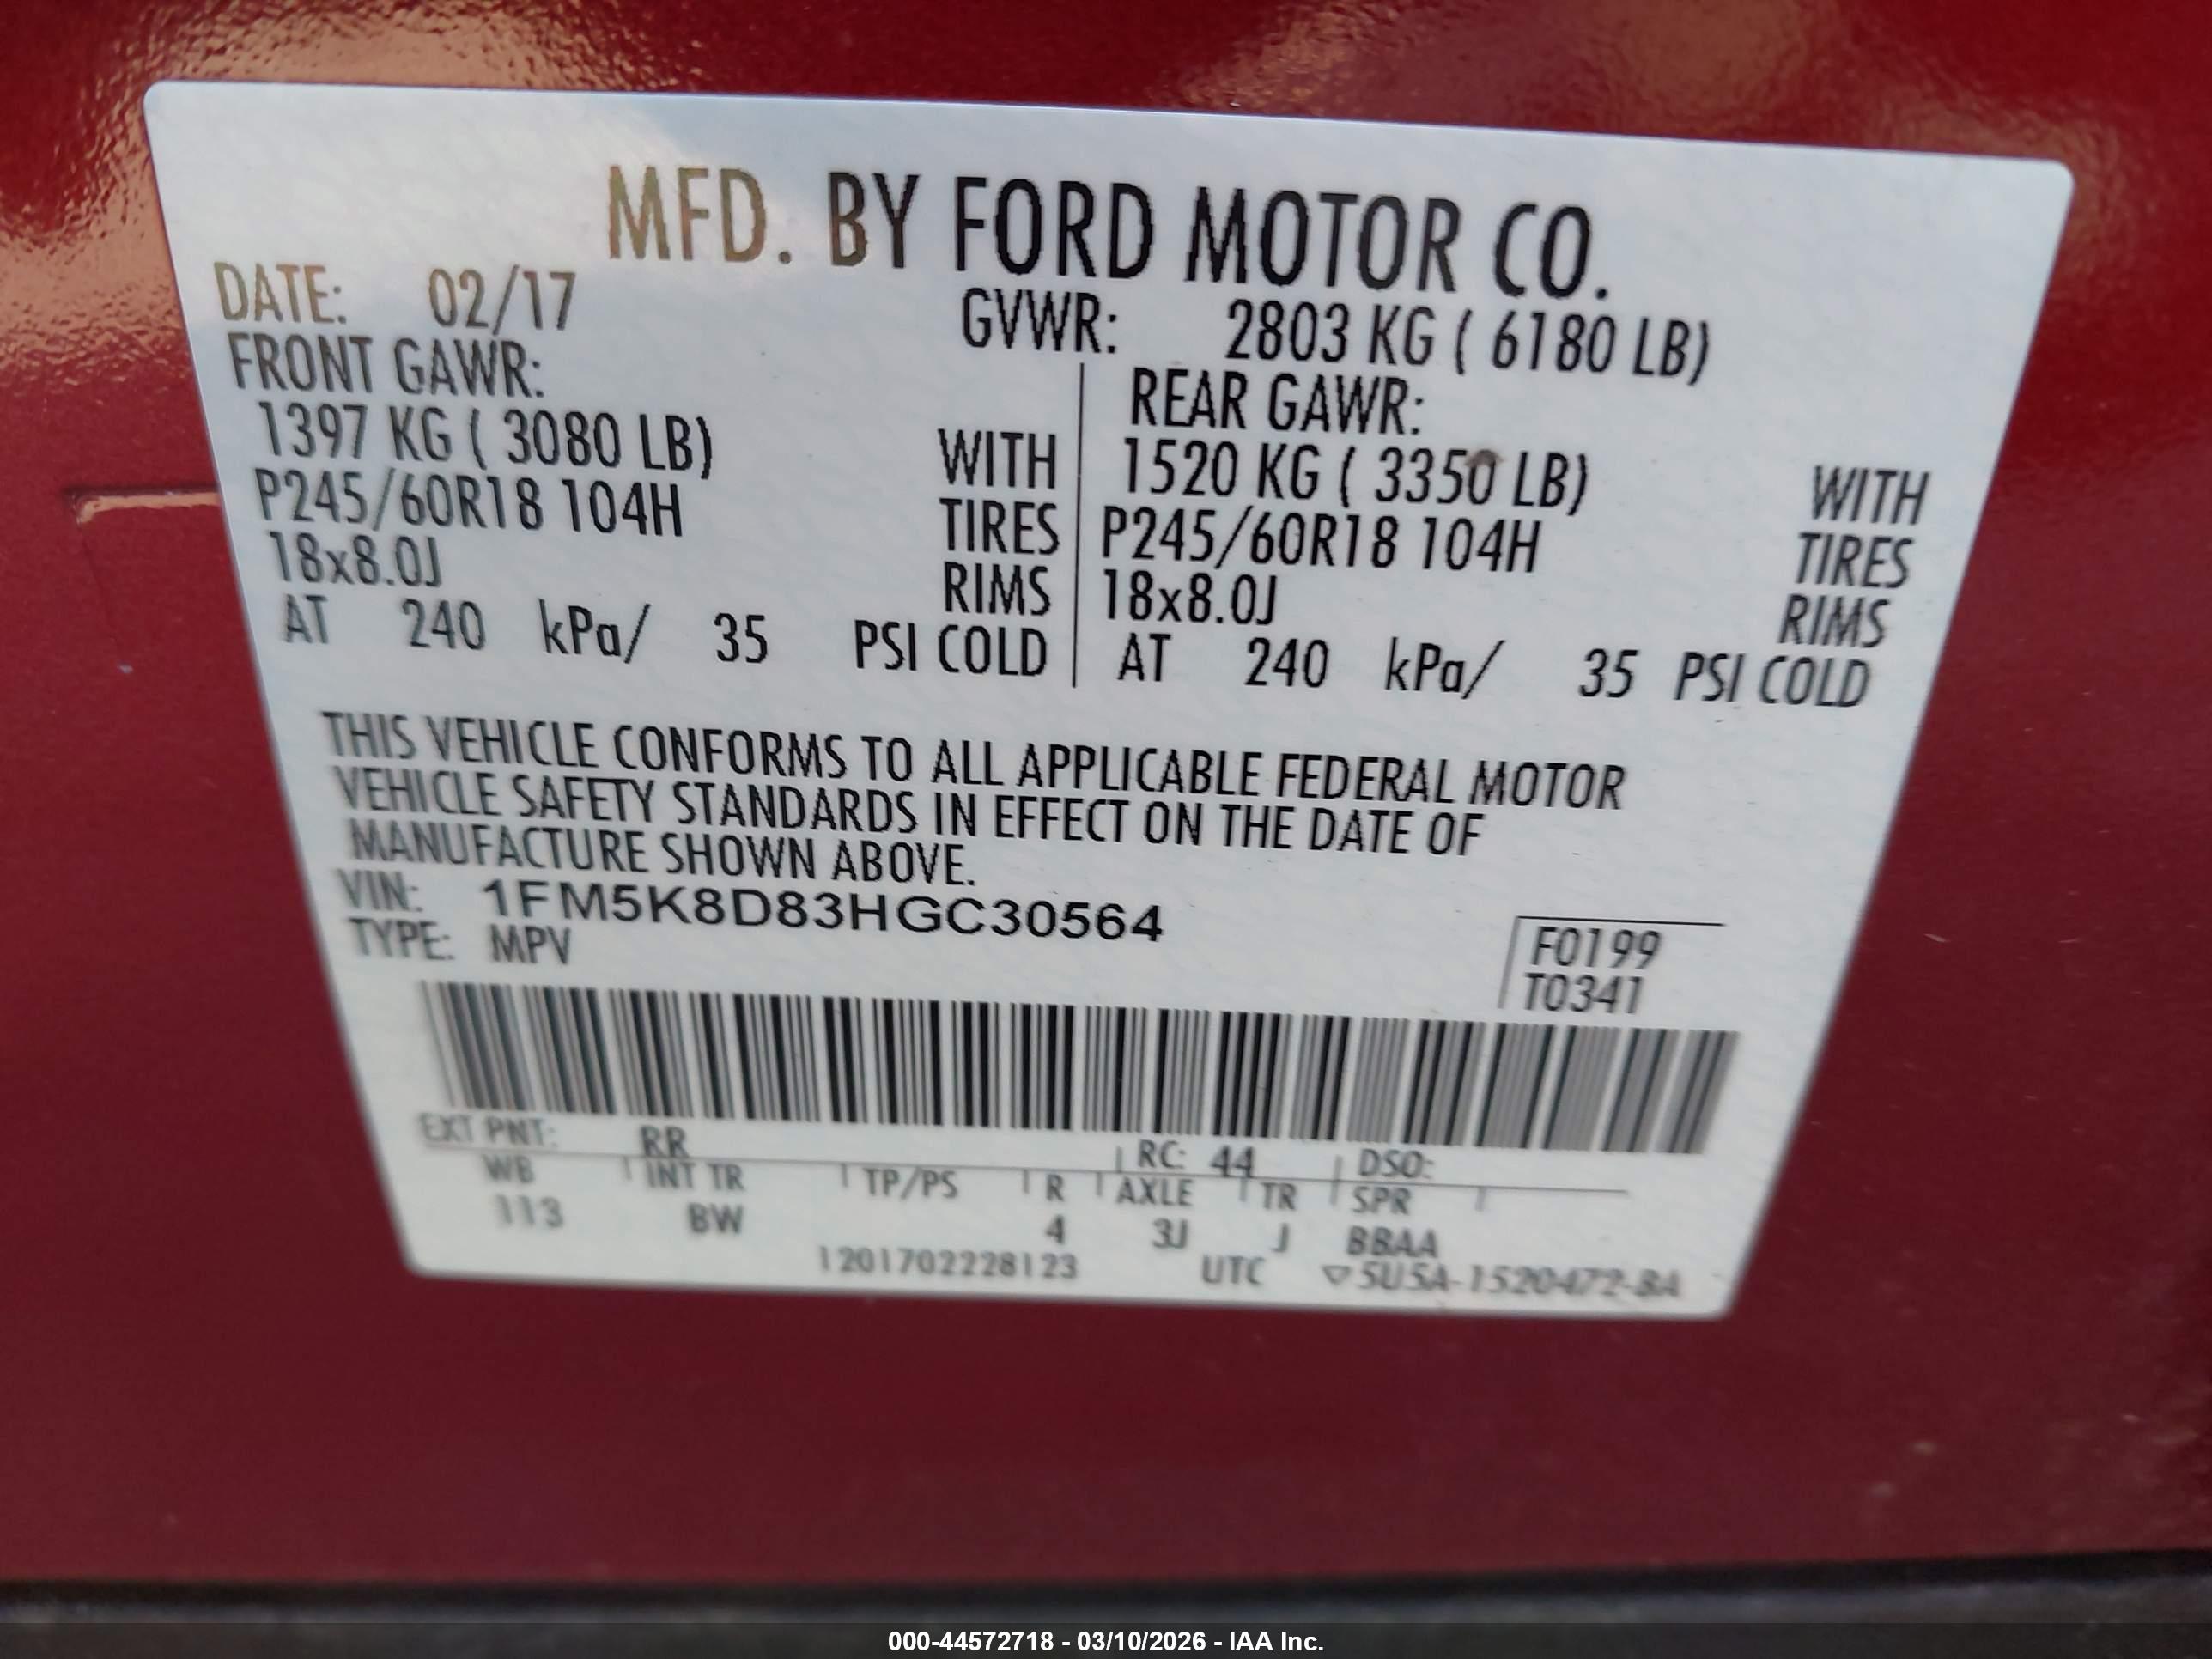 MFD. BY FORD MOTOR CO.
DATE: 02/17 GVWR: 2803 KG ( 6180 LB)
FRONT GAWR: REAR GAWR:
1397 KG ( 3080 LB) WITH 1520 KG ( 3350 LB) WITH
P245/60R18 104H TIRES P245/60R18 104H TIRES
18x8.0J RIMS 18x8.0J RIMS
AT 240 kPa/ 35 PSI COLD AT 240 kPa/ 35 PSI COLD
THIS VEHICLE CONFORMS TO ALL APPLICABLE FEDERAL MOTOR
VEHICLE SAFETY STANDARDS IN EFFECT ON THE DATE OF
MANUFACTURE SHOWN ABOVE.
VIN: 1FM5K8D83HGC30564
TYPE: MPV
F0199
T0341
EXT PNT: RR RC: 44 DSO:
WB INT TR TP/PS R AXLE TR SPR
113 BW 4 3J J BBAA
1201702228123 UTC ▽5U5A-1520472-BA
000-44572718 - 03/10/2026 - IAA Inc.